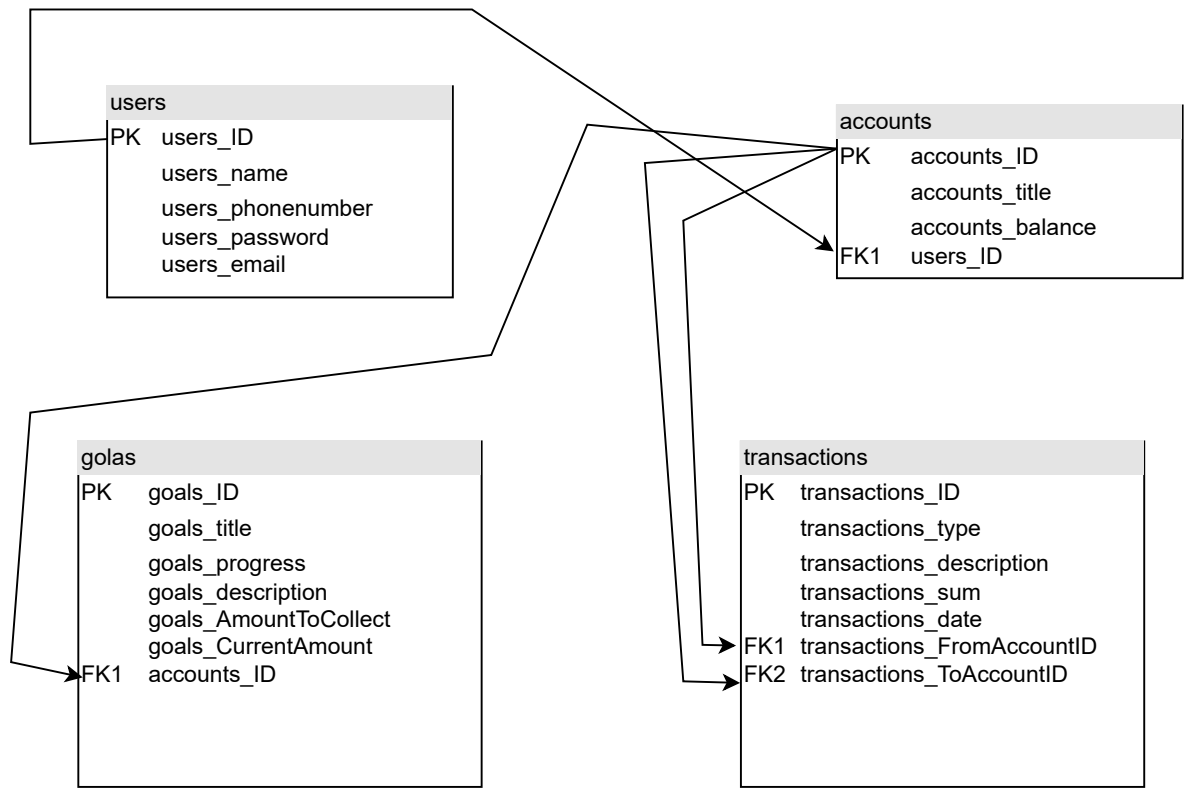 users
PK users_ID
users_name
users_phonenumber
users_password
users_email
accounts
PK accounts_ID
accounts_title
accounts_balance
FK1 users_ID
golas
PK goals_ID
goals_title
goals_progress
goals_description
goals_AmountToCollect
goals_CurrentAmount
FK1 accounts_ID
transactions
PK transactions_ID
transactions_type
transactions_description
transactions_sum
transactions_date
FK1 transactions_FromAccountID
FK2 transactions_ToAccountID